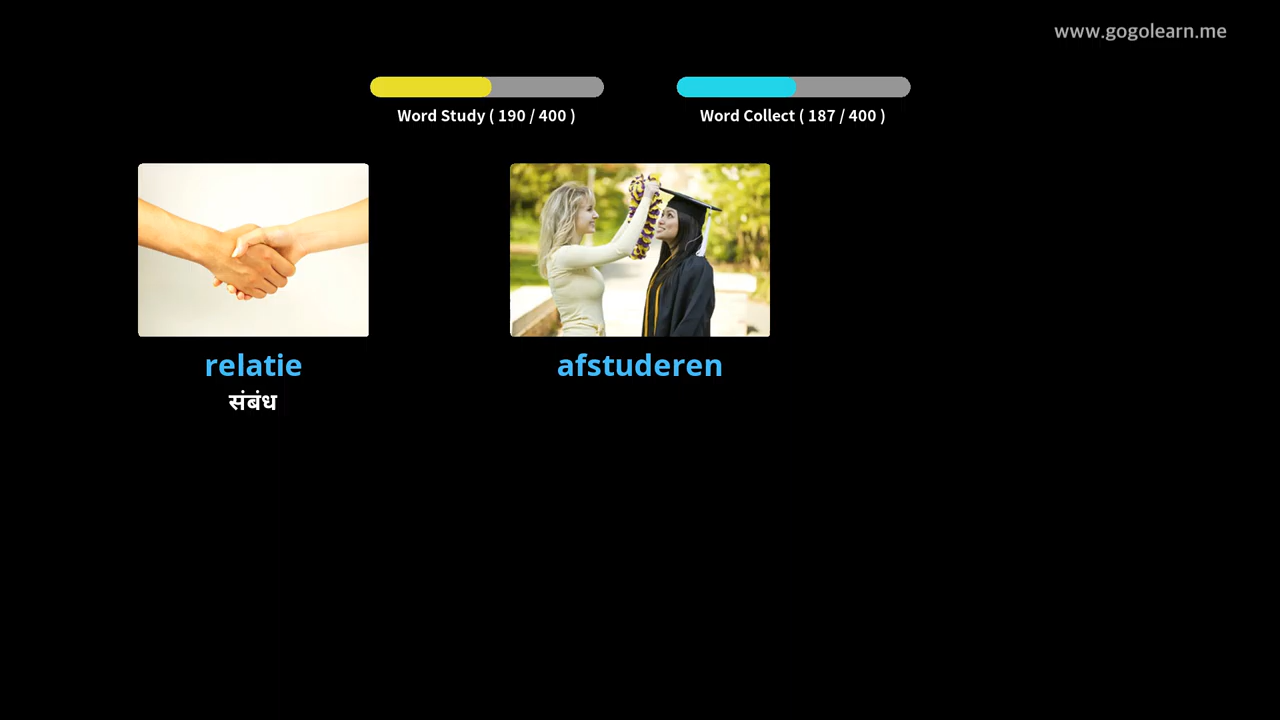 www.gogolearn.me
Word Study ( 190 / 400 )
Word Collect ( 187 / 400 )
relatie
afstuderen
संबंध